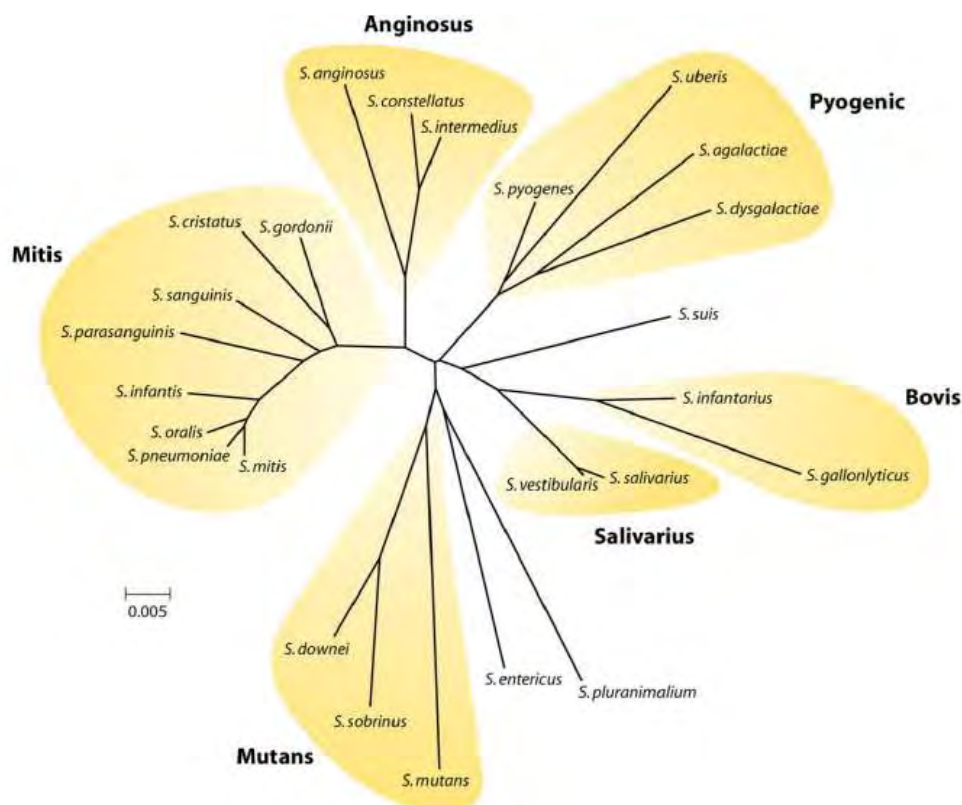 Anginosus
S. anginosus
S. constellatus
S. intermedius
Pyogenic
S. uberis
S. agalactiae
S. pyogenes
S. dysgalactiae
Mitis
S. cristatus
S. gordonii
S. sanguinis
S. parasanguinis
S. infantis
S. oralis
S. pneumoniae
S. mitis
S. suis
Bovis
S. infantarius
S. gallonlyticus
S. vestibularis
S. salivarius
Salivarius
0.005
S. downei
S. sobrinus
S. mutans
Mutans
S. entericus
S. pluranimalium